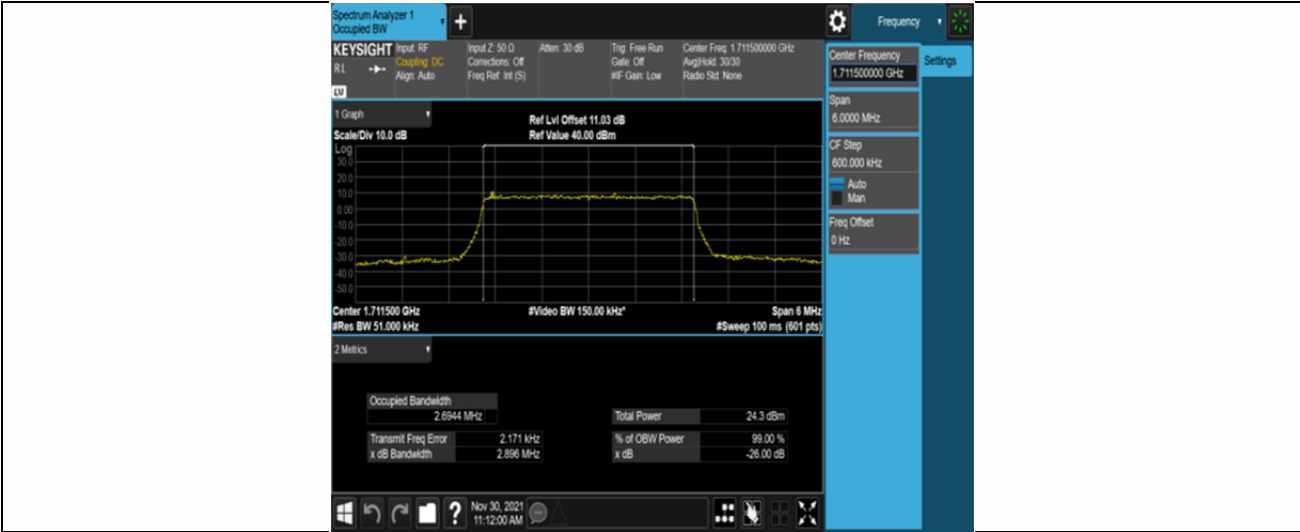 Spectrum Analyzer 1
Occupied BW
+
Frequency
KEYSIGHT
RL
LXI
Input: RF
Coupling: DC
Align: Auto
Input Z: 50 Ω
Corrections: Off
Freq Ref: Int (S)
Atten: 30 dB
Trig: Free Run
Gate: Off
#IF Gain: Low
Center Freq: 1.711500000 GHz
Avg|Hold: 30/30
Radio Std: None
Center Frequency
1.711500000 GHz
Settings
Span
6.0000 MHz
CF Step
600.000 kHz
Auto
Man
Freq Offset
0 Hz
1 Graph
Scale/Div 10.0 dB
Ref Lvl Offset 11.03 dB
Ref Value 40.00 dBm
Log
30.0
20.0
10.0
0.00
-10.0
-20.0
-30.0
-40.0
-50.0
Center 1.711500 GHz
#Video BW 150.00 kHz*
Span 6 MHz
#Res BW 51.000 kHz
#Sweep 100 ms (601 pts)
2 Metrics
Occupied Bandwidth
2.6944 MHz
Total Power 24.3 dBm
Transmit Freq Error 2.171 kHz
% of OBW Power 99.00 %
x dB Bandwidth 2.896 MHz
x dB -26.00 dB
?
Nov 30, 2021
11:12:00 AM